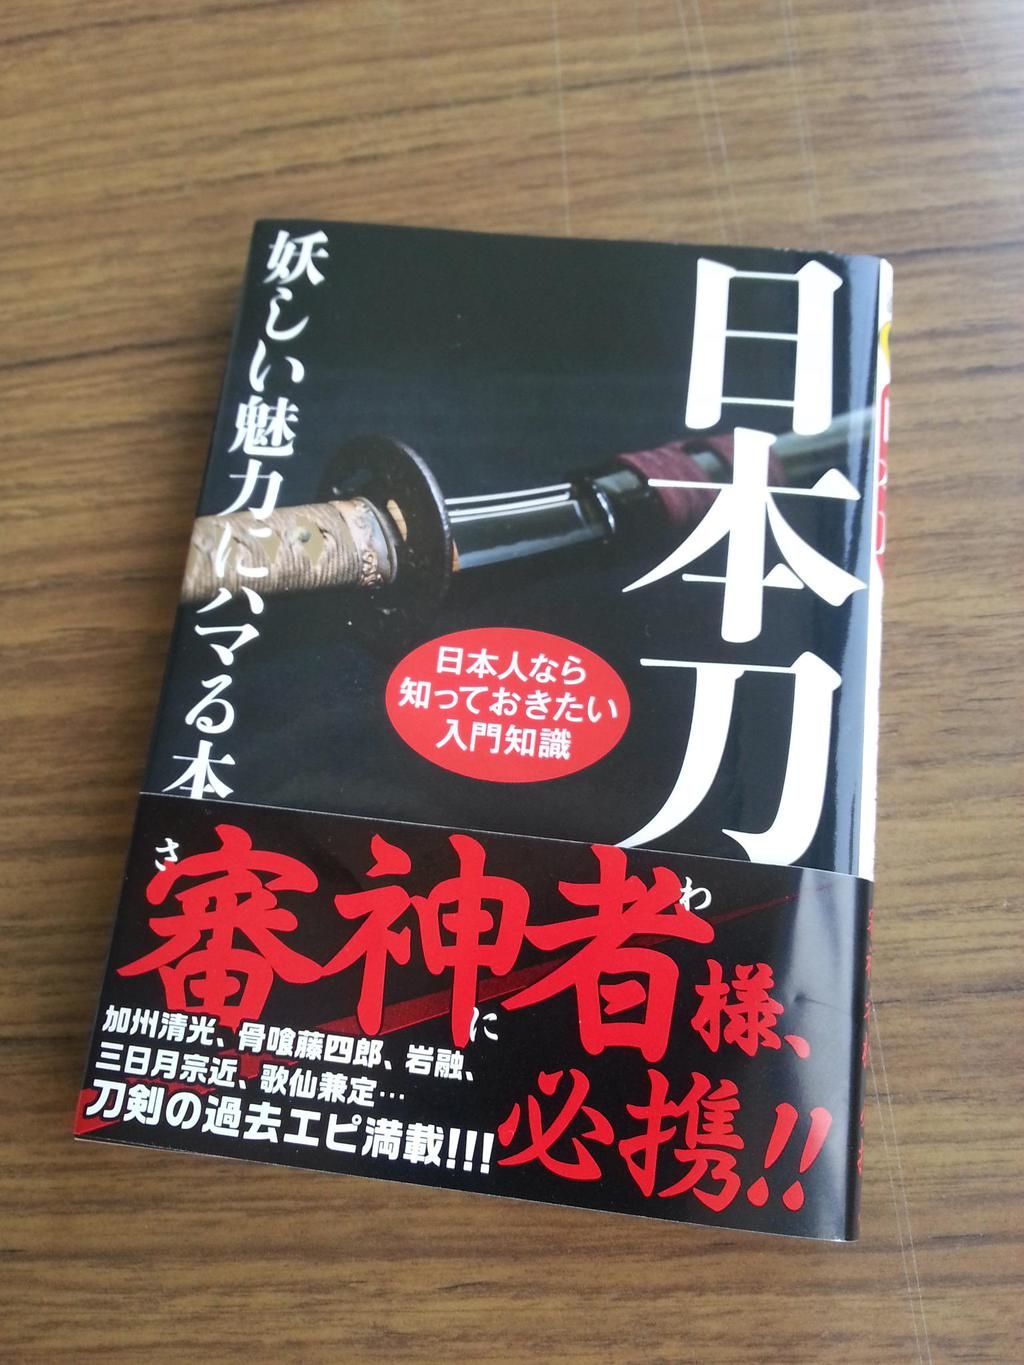 日本刀
妖しい魅力にハマる本
日本人なら
知っておきたい
入門知識
審神者様、
さにわ
必携!!
加州清光、骨喰藤四郎、岩融、
三日月宗近、歌仙兼定…
刀剣の過去エピ満載!!!